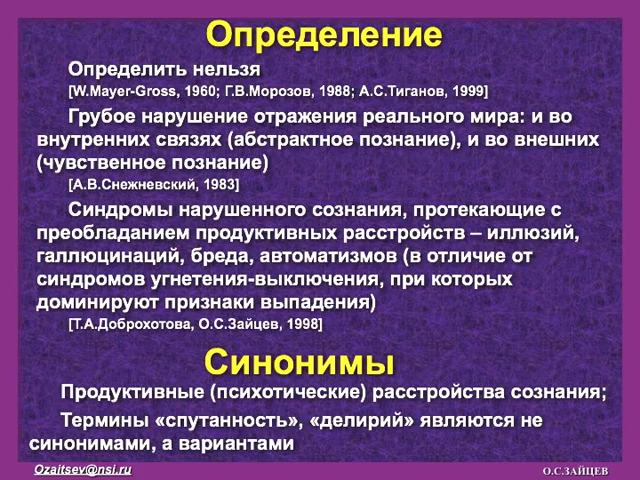 Определение
Определить нельзя
[W.Mayer-Gross, 1960; Г.В.Морозов, 1988; А.С.Тиганов, 1999]
Грубое нарушение отражения реального мира: и во
внутренних связях (абстрактное познание), и во внешних
(чувственное познание)
[А.В.Снежневский, 1983]
Синдромы нарушенного сознания, протекающие с
преобладанием продуктивных расстройств – иллюзий,
галлюцинаций, бреда, автоматизмов (в отличие от
синдромов угнетения-выключения, при которых
доминируют признаки выпадения)
[Т.А.Доброхотова, О.С.Зайцев, 1998]
Синонимы
Продуктивные (психотические) расстройства сознания;
Термины «спутанность», «делирий» являются не
синонимами, а вариантами
Ozaitsev@nsi.ru
О.С.ЗАЙЦЕВ